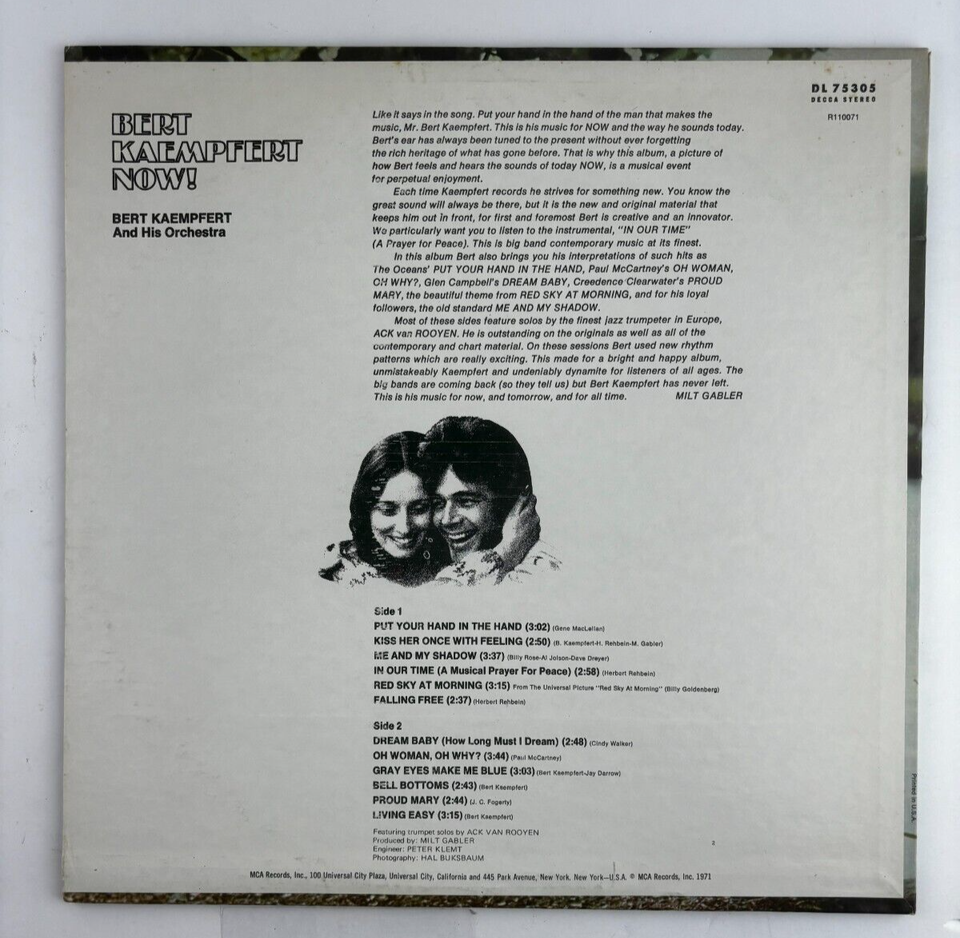 DL 75305
DECCA STEREO
R110071
BERT
KAEMPFERT
NOW!
BERT KAEMPFERT
And His Orchestra
Like it says in the song. Put your hand in the hand of the man that makes the
music, Mr. Bert Kaempfert. This is his music for NOW and the way he sounds today.
Bert's ear has always been tuned to the present without ever forgetting
the rich heritage of what has gone before. That is why this album, a picture of
how Bert feels and hears the sounds of today NOW, is a musical event
for perpetual enjoyment.
Each time Kaempfert records he strives for something new. You know the
great sound will always be there, but it is the new and original material that
keeps him out in front, for first and foremost Bert is creative and an innovator.
We particularly want you to listen to the instrumental, "IN OUR TIME"
(A Prayer for Peace). This is big band contemporary music at its finest.
In this album Bert also brings you his interpretations of such hits as
The Oceans' PUT YOUR HAND IN THE HAND, Paul McCartney's OH WOMAN,
OH WHY?, Glen Campbell's DREAM BABY, Creedence Clearwater's PROUD
MARY, the beautiful theme from RED SKY AT MORNING, and for his loyal
followers, the old standard ME AND MY SHADOW.
Most of these sides feature solos by the finest jazz trumpeter in Europe,
ACK van ROOYEN. He is outstanding on the originals as well as all of the
contemporary and chart material. On these sessions Bert used new rhythm
patterns which are really exciting. This made for a bright and happy album,
unmistakeably Kaempfert and undeniably dynamite for listeners of all ages. The
big bands are coming back (so they tell us) but Bert Kaempfert has never left.
This is his music for now, and tomorrow, and for all time. MILT GABLER
Side 1
PUT YOUR HAND IN THE HAND (3:02) (Gene MacLellan)
KISS HER ONCE WITH FEELING (2:50) (B. Kaempfert-H. Rehbein-M. Gabler)
ME AND MY SHADOW (3:37) (Billy Rose-Al Jolson-Dave Dreyer)
IN OUR TIME (A Musical Prayer For Peace) (2:58) (Herbert Rehbein)
RED SKY AT MORNING (3:15) From The Universal Picture "Red Sky At Morning" (Billy Goldenberg)
FALLING FREE (2:37) (Herbert Rehbein)
Side 2
DREAM BABY (How Long Must I Dream) (2:48) (Cindy Walker)
OH WOMAN, OH WHY? (3:44) (Paul McCartney)
GRAY EYES MAKE ME BLUE (3:03) (Bert Kaempfert-Jay Darrow)
BELL BOTTOMS (2:43) (Bert Kaempfert)
PROUD MARY (2:44) (J. C. Fogerty)
LIVING EASY (3:15) (Bert Kaempfert)
Featuring trumpet solos by ACK VAN ROOYEN
Produced by: MILT GABLER
Engineer: PETER KLEMT
Photography: HAL BUKSBAUM
2
MCA Records, Inc., 100 Universal City Plaza, Universal City, California and 445 Park Avenue, New York, New York—U.S.A. ℗ MCA Records, Inc. 1971
Printed in U.S.A.